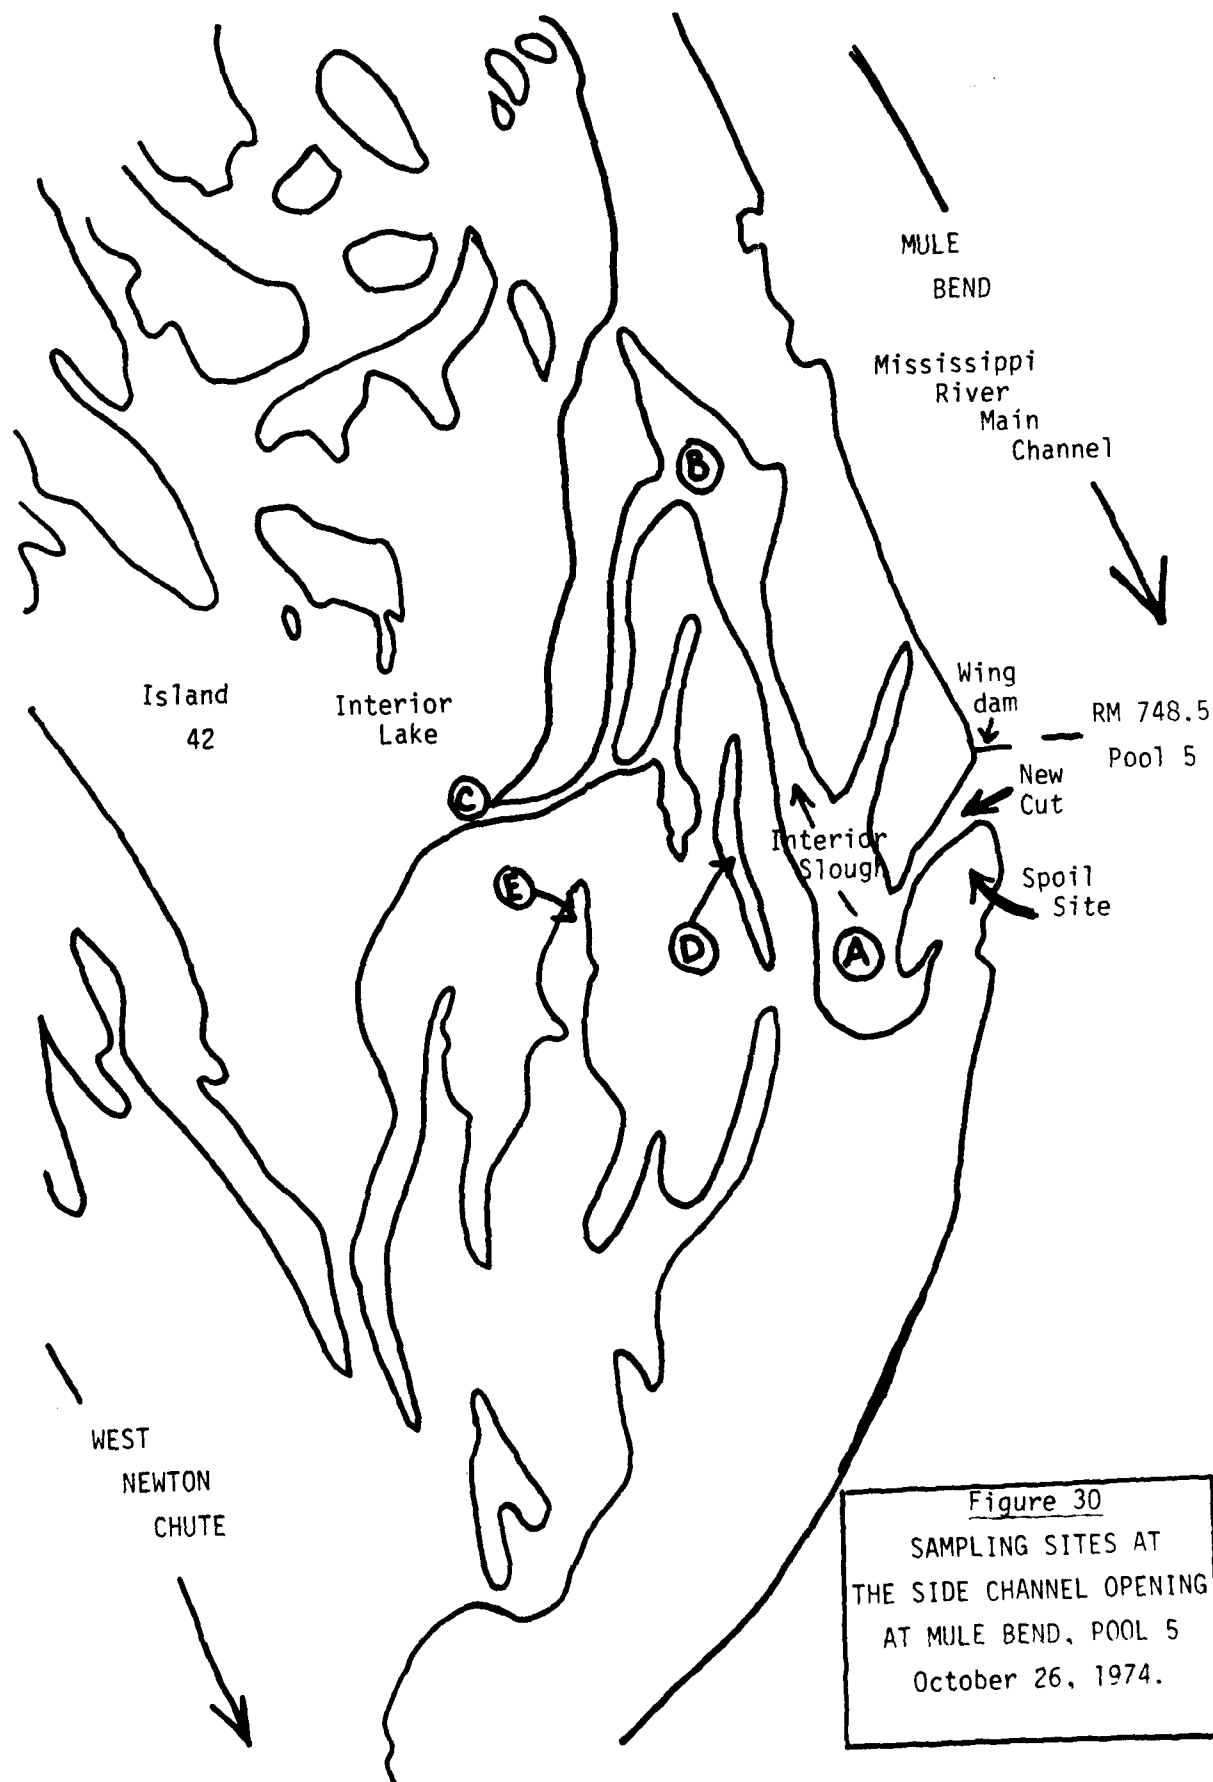 MULE
BEND
Mississippi
River
Main
Channel
B
Wing
dam
RM 748.5
Pool 5
Island
42
Interior
Lake
New
Cut
C
Interior
Slough
E
Spoil
Site
D
A
WEST
NEWTON
CHUTE
Figure 30
SAMPLING SITES AT
THE SIDE CHANNEL OPENING
AT MULE BEND, POOL 5
October 26, 1974.